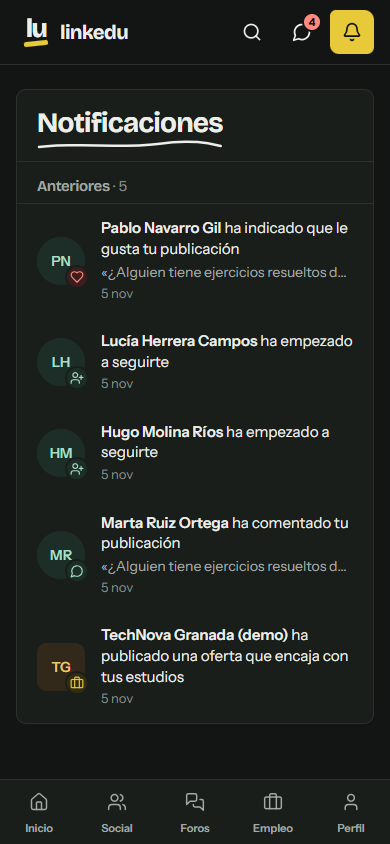 lu linkedu
4
Notificaciones
Anteriores · 5
PN
Pablo Navarro Gil ha indicado que le
gusta tu publicación
«¿Alguien tiene ejercicios resueltos d...
5 nov
LH
Lucía Herrera Campos ha empezado
a seguirte
5 nov
HM
Hugo Molina Ríos ha empezado a
seguirte
5 nov
MR
Marta Ruiz Ortega ha comentado tu
publicación
«¿Alguien tiene ejercicios resueltos d...
5 nov
TG
TechNova Granada (demo) ha
publicado una oferta que encaja con
tus estudios
5 nov
Inicio Social Foros Empleo Perfil